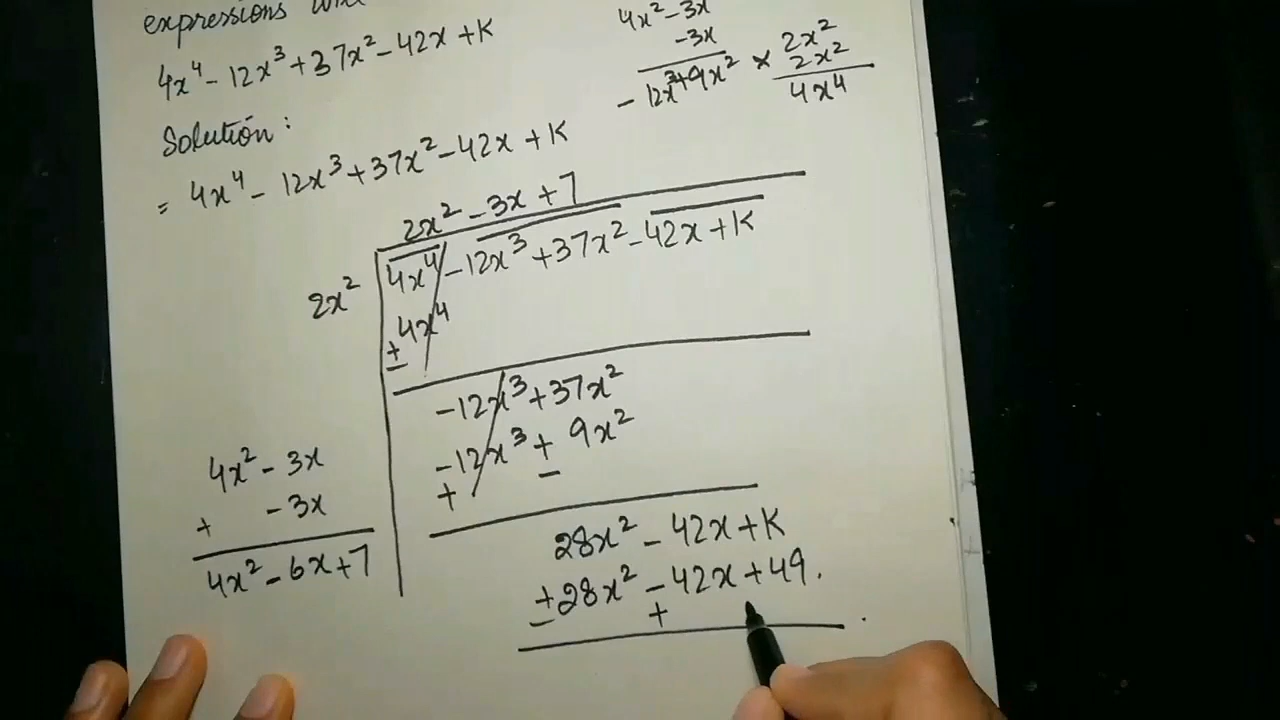 expressions
4x⁴ - 12x³ + 37x² - 42x + K
4x² - 3x
- 3x
- 12x³ + 9x²
× 2x²
2x²
4x⁴
Solution :
= 4x⁴ - 12x³ + 37x² - 42x + K
2x² - 3x + 7
2x² 4x⁴ - 12x³ + 37x² - 42x + K
+ 4x⁴
-
- 12x³ + 37x²
- 12x³ + 9x²
+ -
4x² - 3x
+ - 3x
4x² - 6x + 7
28x² - 42x + K
+ 28x² - 42x + 49.
- +